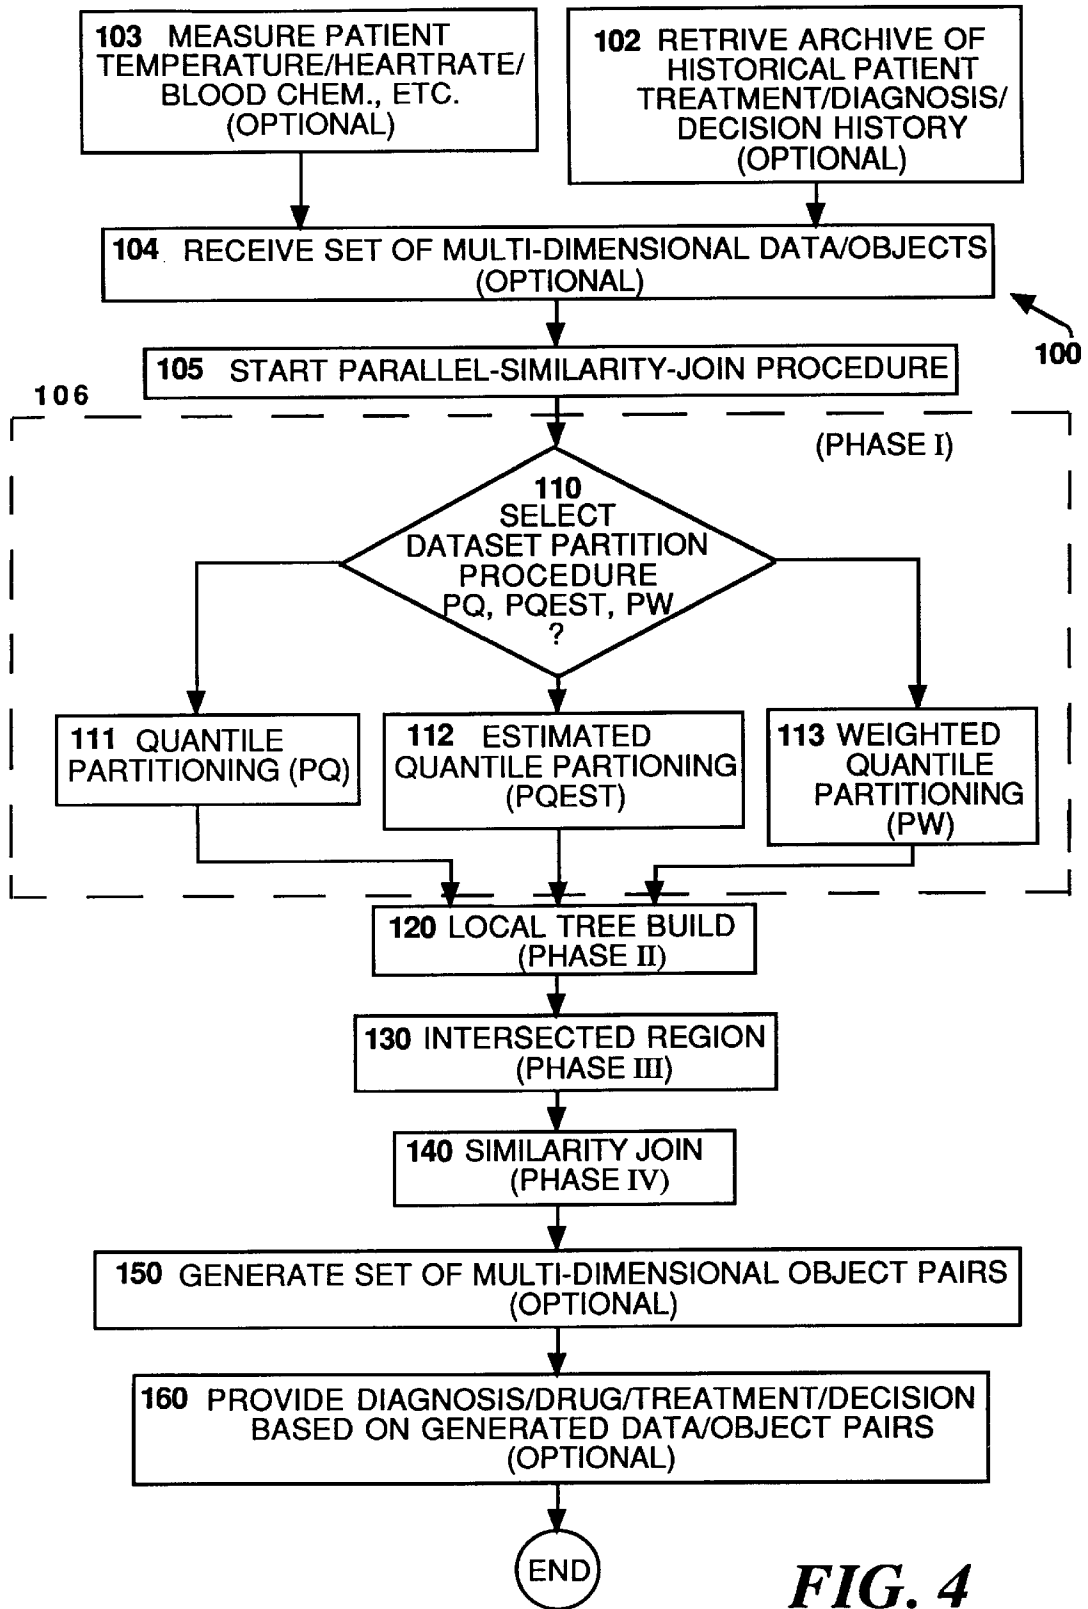 103 MEASURE PATIENT
TEMPERATURE/HEARTRATE/
BLOOD CHEM., ETC.
(OPTIONAL)
102 RETRIVE ARCHIVE OF
HISTORICAL PATIENT
TREATMENT/DIAGNOSIS/
DECISION HISTORY
(OPTIONAL)
104 RECEIVE SET OF MULTI-DIMENSIONAL DATA/OBJECTS
(OPTIONAL)
100
105 START PARALLEL-SIMILARITY-JOIN PROCEDURE
106
(PHASE I)
110
SELECT
DATASET PARTITION
PROCEDURE
PQ, PQEST, PW
?
111 QUANTILE
PARTITIONING (PQ)
112 ESTIMATED
QUANTILE PARTIONING
(PQEST)
113 WEIGHTED
QUANTILE
PARTITIONING
(PW)
120 LOCAL TREE BUILD
(PHASE II)
130 INTERSECTED REGION
(PHASE III)
140 SIMILARITY JOIN
(PHASE IV)
150 GENERATE SET OF MULTI-DIMENSIONAL OBJECT PAIRS
(OPTIONAL)
160 PROVIDE DIAGNOSIS/DRUG/TREATMENT/DECISION
BASED ON GENERATED DATA/OBJECT PAIRS
(OPTIONAL)
END
FIG. 4